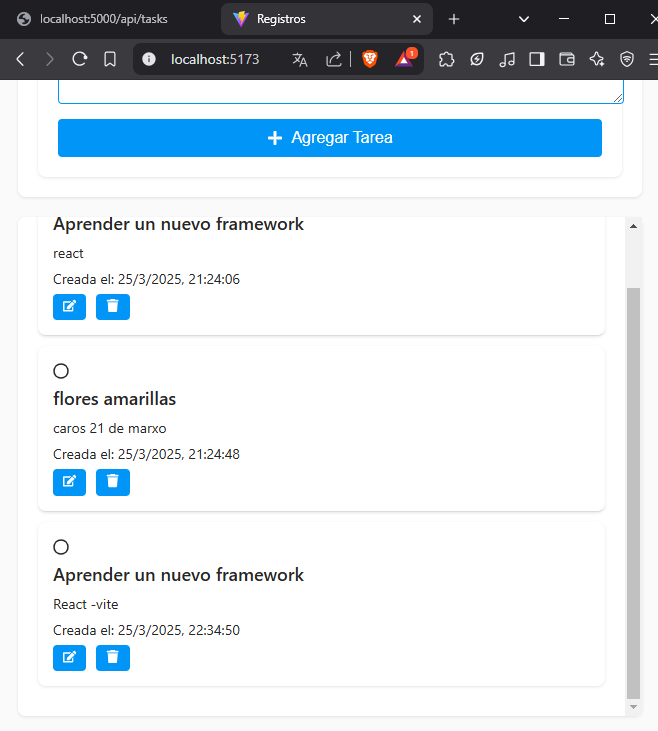 localhost:5000/api/tasks
Registros
localhost:5173
1
Agregar Tarea
Aprender un nuevo framework
react
Creada el: 25/3/2025, 21:24:06
flores amarillas
caros 21 de marxo
Creada el: 25/3/2025, 21:24:48
Aprender un nuevo framework
React -vite
Creada el: 25/3/2025, 22:34:50